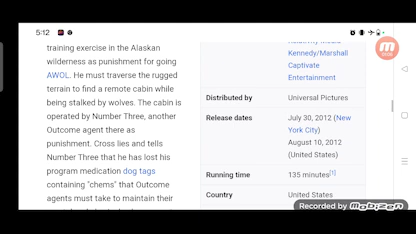 5:12
training exercise in the Alaskan
wilderness as punishment for going
AWOL. He must traverse the rugged
terrain to find a remote cabin while
being stalked by wolves. The cabin is
operated by Number Three, another
Outcome agent there as
punishment. Cross lies and tells
Number Three that he has lost his
program medication dog tags
containing "chems" that Outcome
agents must take to maintain their
Kennedy/Marshall
Captivate
Entertainment
Distributed by Universal Pictures
Release dates July 30, 2012 (New
York City)
August 10, 2012
(United States)
Running time 135 minutes[1]
Country United States
Recorded by Mobizen